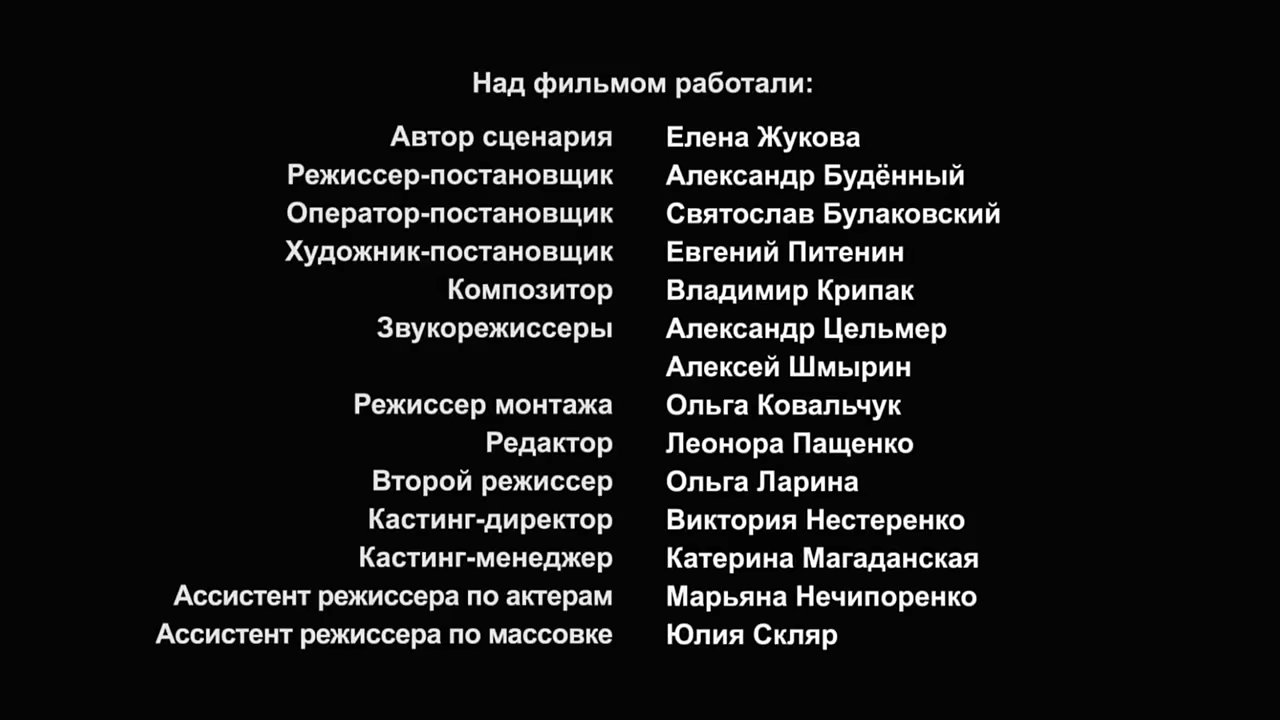 Над фильмом работали:
Автор сценария Елена Жукова
Режиссер-постановщик Александр Будённый
Оператор-постановщик Святослав Булаковский
Художник-постановщик Евгений Питенин
Композитор Владимир Крипак
Звукорежиссеры Александр Цельмер
Алексей Шмырин
Режиссер монтажа Ольга Ковальчук
Редактор Леонора Пащенко
Второй режиссер Ольга Ларина
Кастинг-директор Виктория Нестеренко
Кастинг-менеджер Катерина Магаданская
Ассистент режиссера по актерам Марьяна Нечипоренко
Ассистент режиссера по массовке Юлия Скляр